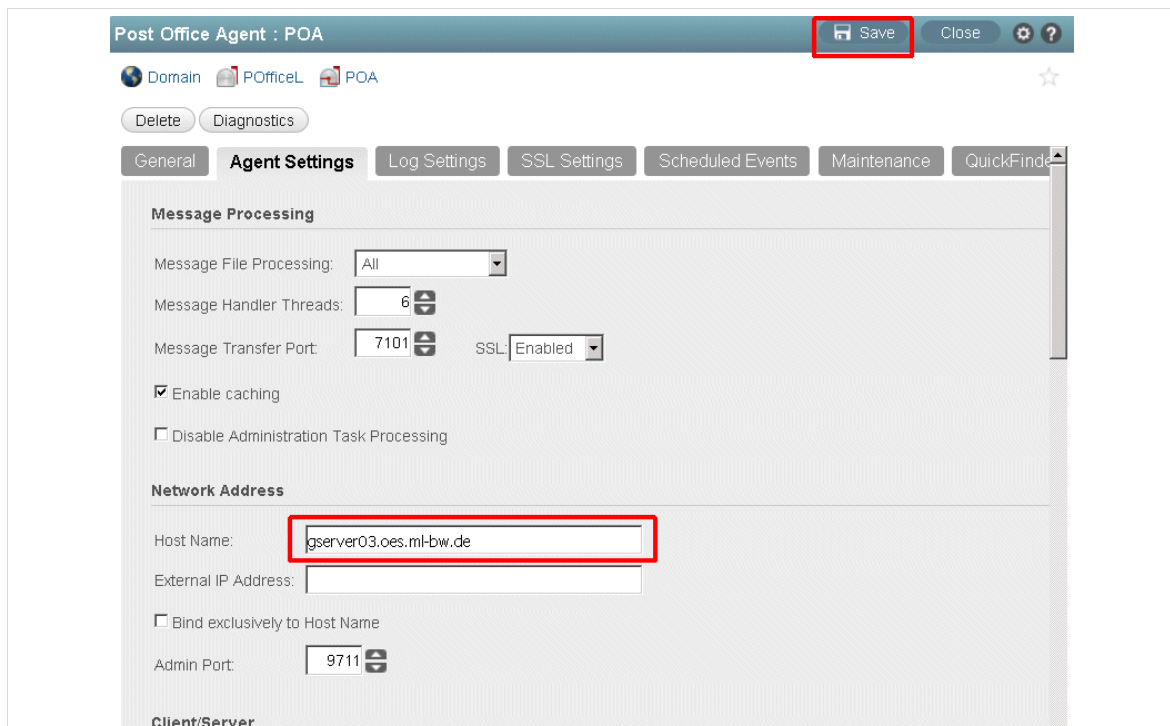 Post Office Agent : POA Save Close ?
Domain POfficeL POA
Delete Diagnostics
General Agent Settings Log Settings SSL Settings Scheduled Events Maintenance QuickFinde
Message Processing
Message File Processing: All
Message Handler Threads: 6
Message Transfer Port: 7101 SSL: Enabled
Enable caching
Disable Administration Task Processing
Network Address
Host Name: gserver03.oes.ml-bw.de
External IP Address:
Bind exclusively to Host Name
Admin Port: 9711
Client/Server